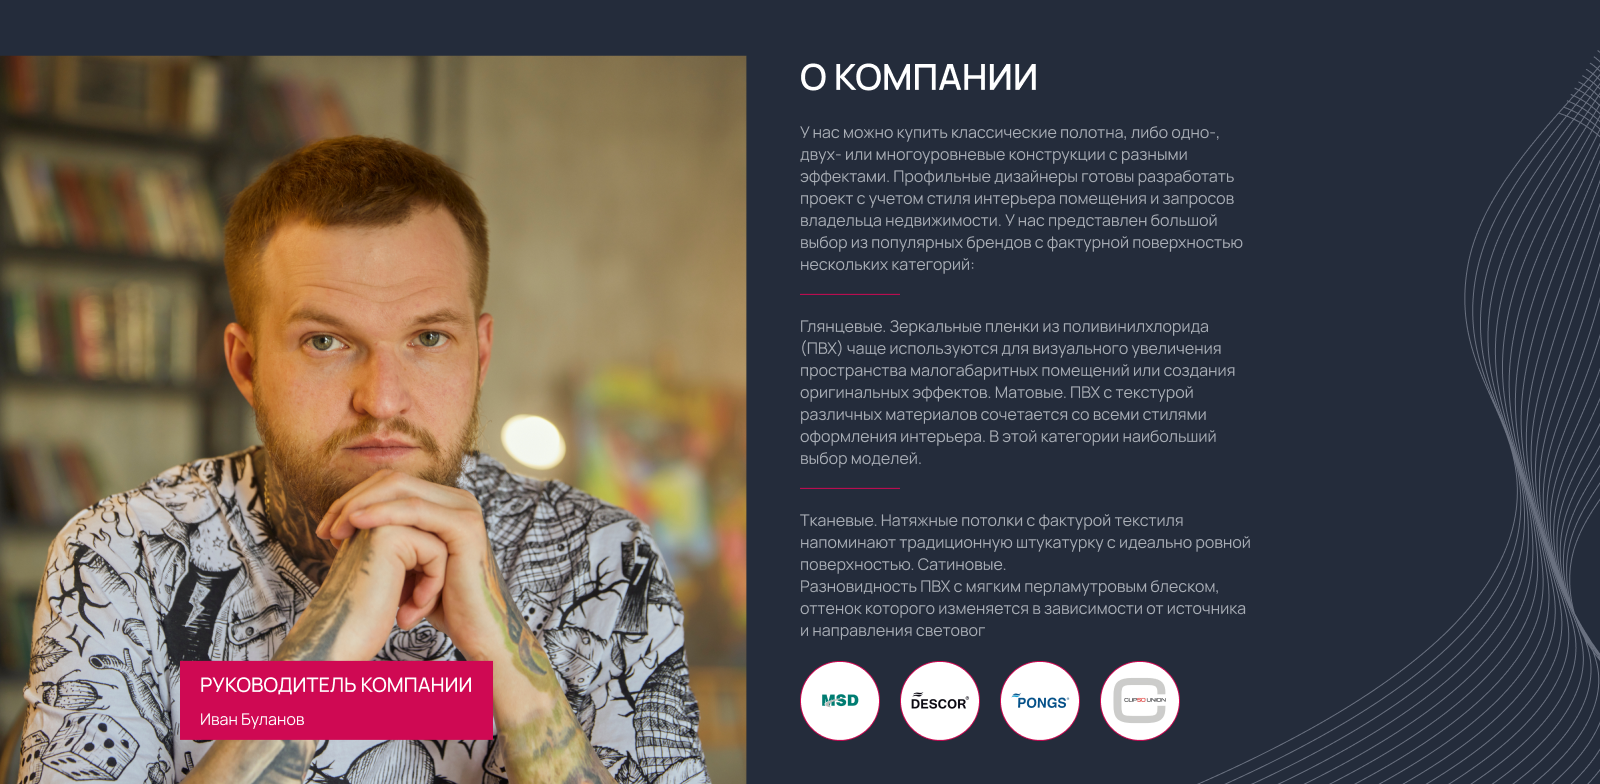 О КОМПАНИИ
У нас можно купить классические полотна, либо одно-,
двух- или многоуровневые конструкции с разными
эффектами. Профильные дизайнеры готовы разработать
проект с учетом стиля интерьера помещения и запросов
владельца недвижимости. У нас представлен большой
выбор из популярных брендов с фактурной поверхностью
нескольких категорий:
Глянцевые. Зеркальные пленки из поливинилхлорида
(ПВХ) чаще используются для визуального увеличения
пространства малогабаритных помещений или создания
оригинальных эффектов. Матовые. ПВХ с текстурой
различных материалов сочетается со всеми стилями
оформления интерьера. В этой категории наибольший
выбор моделей.
Тканевые. Натяжные потолки с фактурой текстиля
напоминают традиционную штукатурку с идеально ровной
поверхностью. Сатиновые.
Разновидность ПВХ с мягким перламутровым блеском,
оттенок которого изменяется в зависимости от источника
и направления световог
MSD
DESCOR®
PONGS®
CLIPSO UNION
РУКОВОДИТЕЛЬ КОМПАНИИ
Иван Буланов